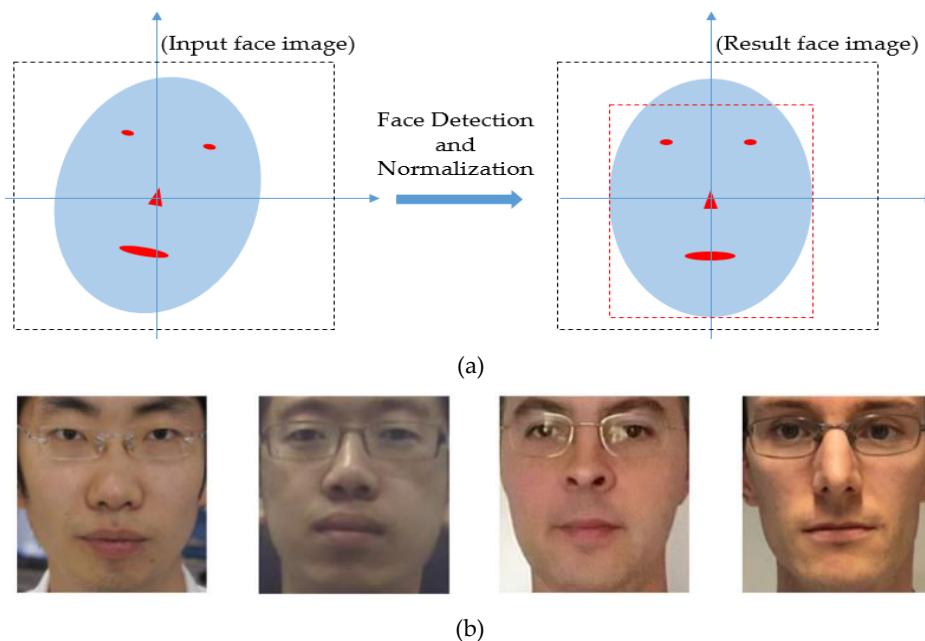 (Input face image)
(Result face image)
Face Detection
and
Normalization
(a)
(b)